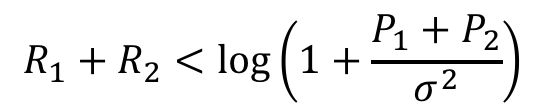 R₁ + R₂ < log(1 + (P₁ + P₂)/σ²)